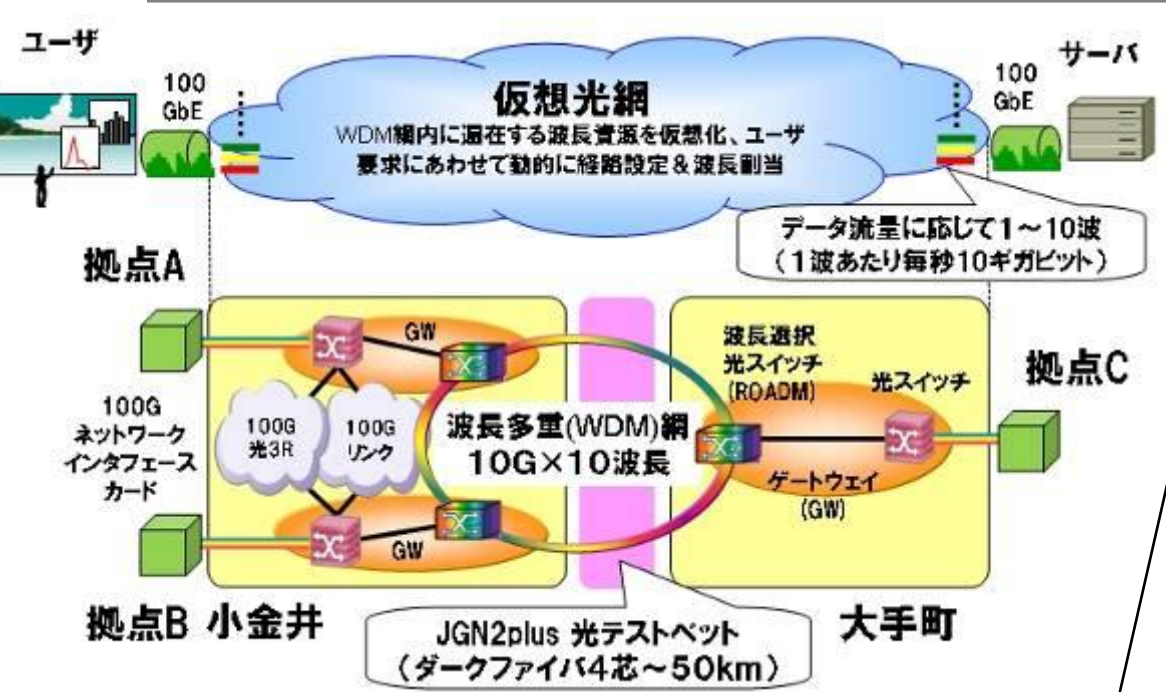 ユーザ
サーバ
100
GbE
100
GbE
仮想光網
WDM網内に遍在する波長資源を仮想化、ユーザ
要求にあわせて動的に経路設定＆波長割当
データ流量に応じて1～10波
（1波あたり毎秒10ギガビット）
拠点A
GW
波長選択
光スイッチ
(ROADM)
光スイッチ
拠点C
100G
ネットワーク
インタフェース
カード
100G
光3R
100G
リンク
波長多重(WDM)網
10G×10波長
ゲートウェイ
(GW)
GW
拠点B
小金井
大手町
JGN2plus 光テストベット
（ダークファイバ4芯～50km）